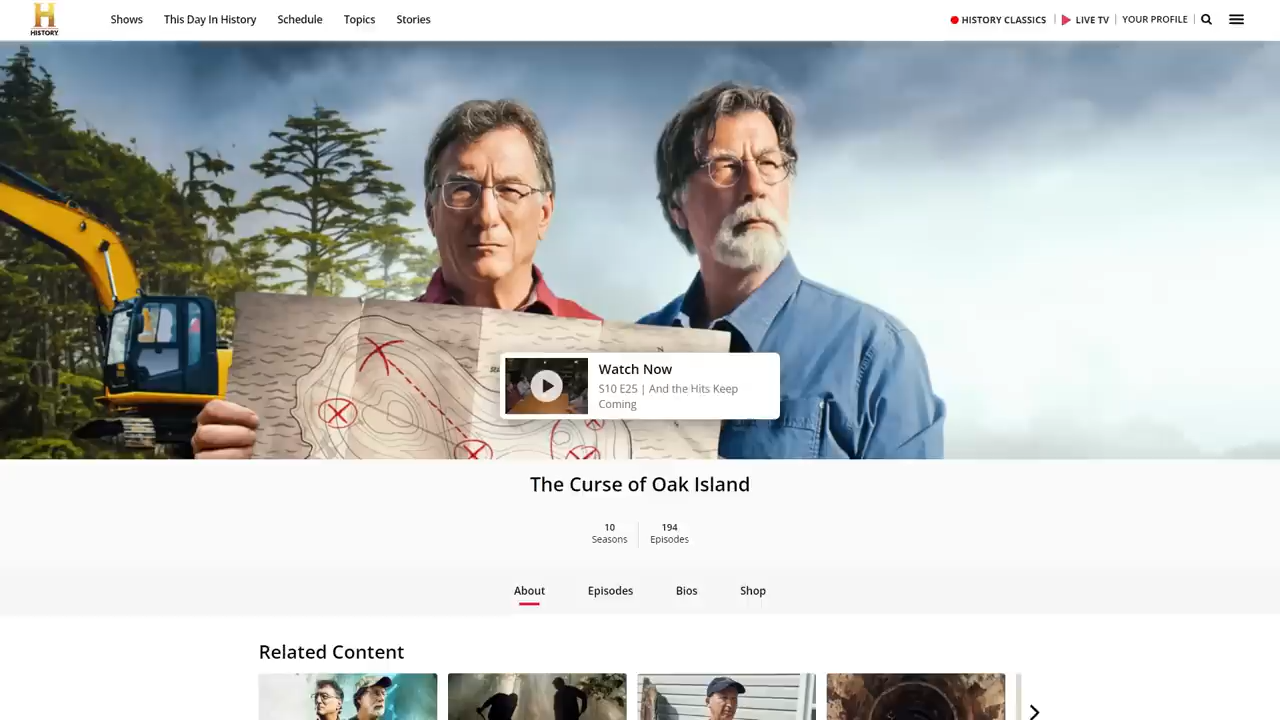 H
HISTORY
Shows
This Day In History
Schedule
Topics
Stories
HISTORY CLASSICS
LIVE TV
YOUR PROFILE
Watch Now
S10 E25 | And the Hits Keep
Coming
The Curse of Oak Island
10
Seasons
194
Episodes
About
Episodes
Bios
Shop
Related Content